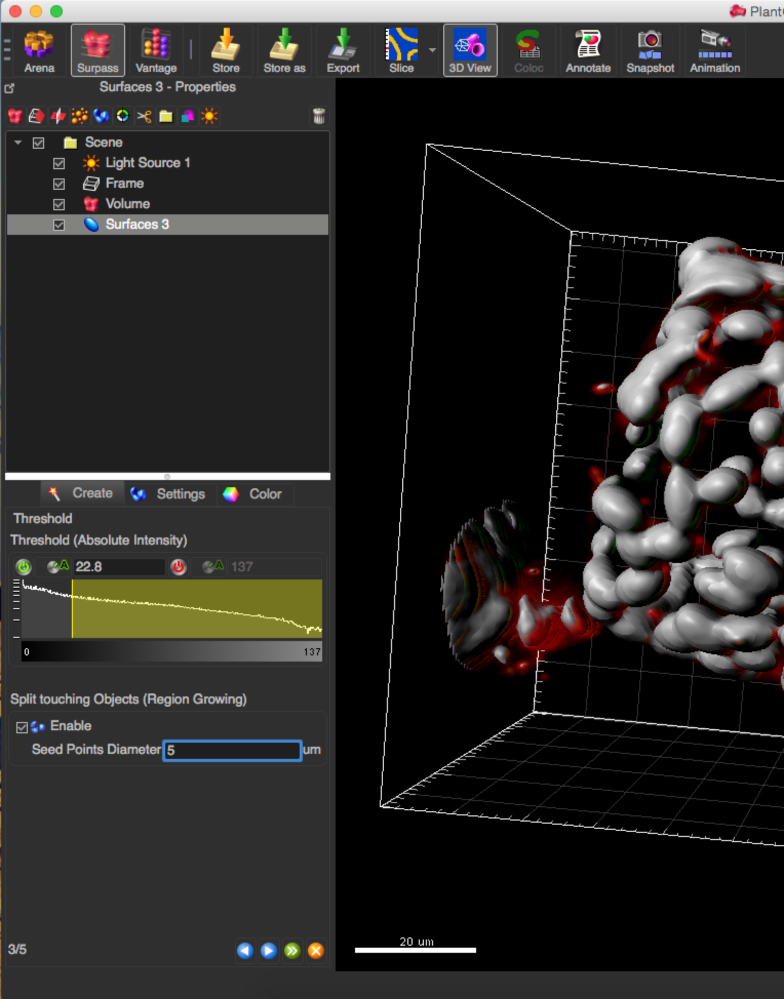 Plant
Arena Surpass Vantage Store Store as Export Slice 3D View Coloc Annotate Snapshot Animation
Surfaces 3 - Properties
Scene
Light Source 1
Frame
Volume
Surfaces 3
Create Settings Color
Threshold
Threshold (Absolute Intensity)
A 22.8 A 137
0 137
Split touching Objects (Region Growing)
Enable
Seed Points Diameter 5 um
3/5
20 um